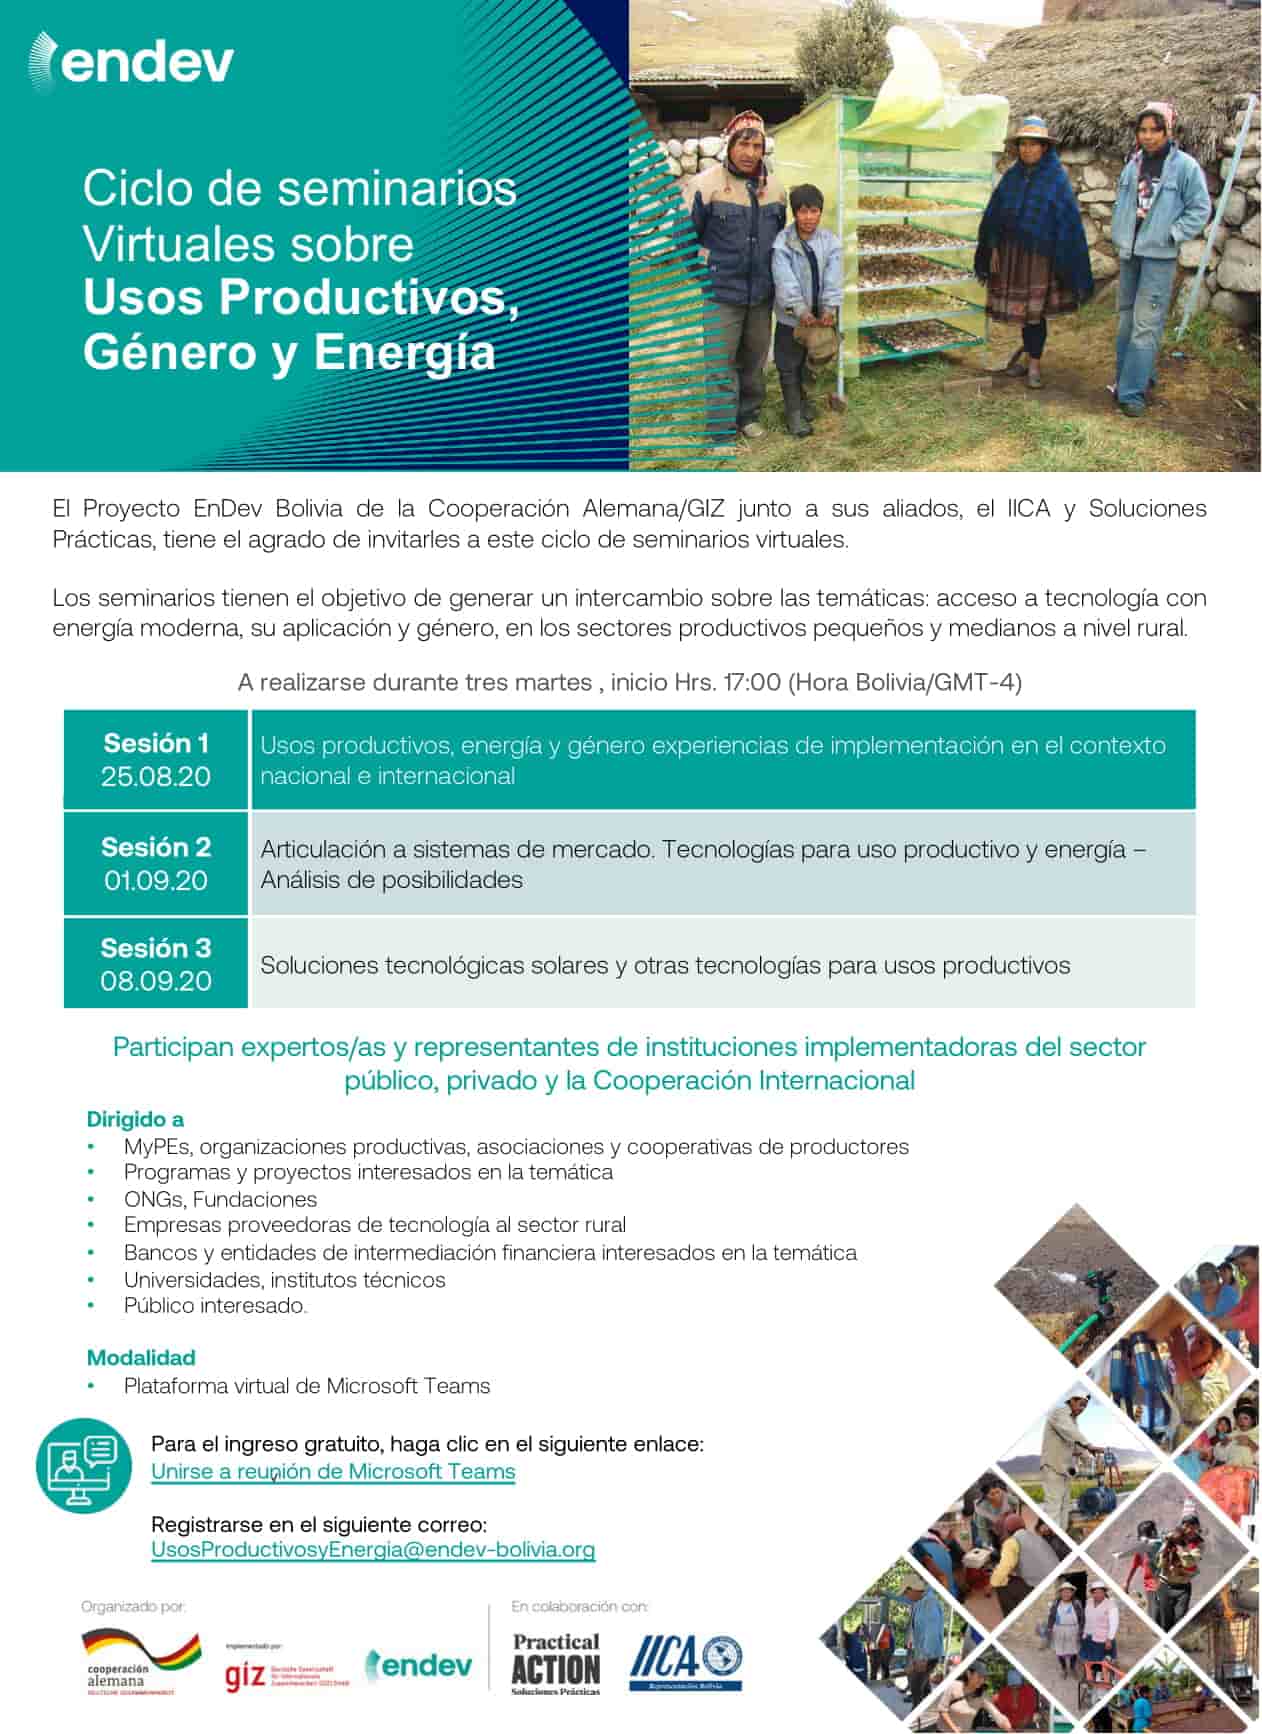 endev
Ciclo de seminarios
Virtuales sobre
Usos Productivos,
Género y Energía
El Proyecto EnDev Bolivia de la Cooperación Alemana/GIZ junto a sus aliados, el IICA y Soluciones
Prácticas, tiene el agrado de invitarles a este ciclo de seminarios virtuales.
Los seminarios tienen el objetivo de generar un intercambio sobre las temáticas: acceso a tecnología con
energía moderna, su aplicación y género, en los sectores productivos pequeños y medianos a nivel rural.
A realizarse durante tres martes , inicio Hrs. 17:00 (Hora Bolivia/GMT-4)
Sesión 1
25.08.20
Usos productivos, energía y género experiencias de implementación en el contexto
nacional e internacional
Sesión 2
01.09.20
Articulación a sistemas de mercado. Tecnologías para uso productivo y energía –
Análisis de posibilidades
Sesión 3
08.09.20
Soluciones tecnológicas solares y otras tecnologías para usos productivos
Participan expertos/as y representantes de instituciones implementadoras del sector
público, privado y la Cooperación Internacional
Dirigido a
• MyPEs, organizaciones productivas, asociaciones y cooperativas de productores
• Programas y proyectos interesados en la temática
• ONGs, Fundaciones
• Empresas proveedoras de tecnología al sector rural
• Bancos y entidades de intermediación financiera interesados en la temática
• Universidades, institutos técnicos
• Público interesado.
Modalidad
• Plataforma virtual de Microsoft Teams
Para el ingreso gratuito, haga clic en el siguiente enlace:
Unirse a reunión de Microsoft Teams
Registrarse en el siguiente correo:
UsosProductivosyEnergia@endev-bolivia.org
Organizado por:
cooperación
alemana
DEUTSCHE ZUSAMMENARBEIT
Implementado por:
giz
Deutsche Gesellschaft
für Internationale
Zusammenarbeit (GIZ) GmbH
endev
En colaboración con:
Practical
ACTION
Soluciones Prácticas
IICA
Representación Bolivia